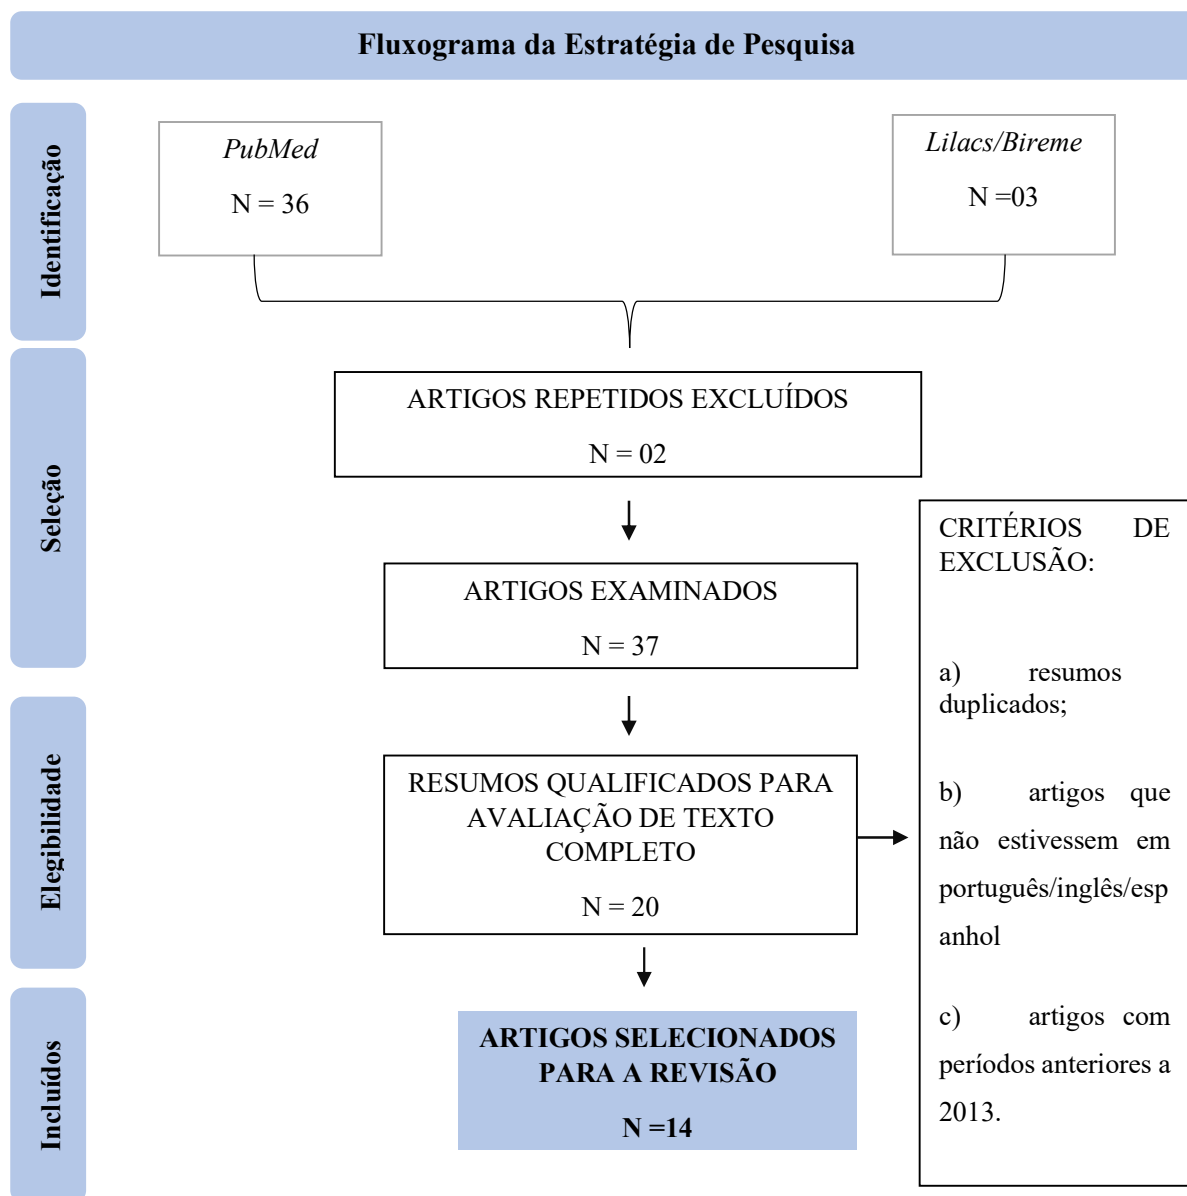 Fluxograma da Estratégia de Pesquisa
Identificação
PubMed
N = 36
Lilacs/Bireme
N =03
Seleção
ARTIGOS REPETIDOS EXCLUÍDOS
N = 02
ARTIGOS EXAMINADOS
N = 37
Elegibilidade
RESUMOS QUALIFICADOS PARA
AVALIAÇÃO DE TEXTO
COMPLETO
N = 20
CRITÉRIOS DE
EXCLUSÃO:
a) resumos
duplicados;
b) artigos que
não estivessem em
português/inglês/esp
anhol
c) artigos com
períodos anteriores a
2013.
Incluídos
ARTIGOS SELECIONADOS
PARA A REVISÃO
N =14